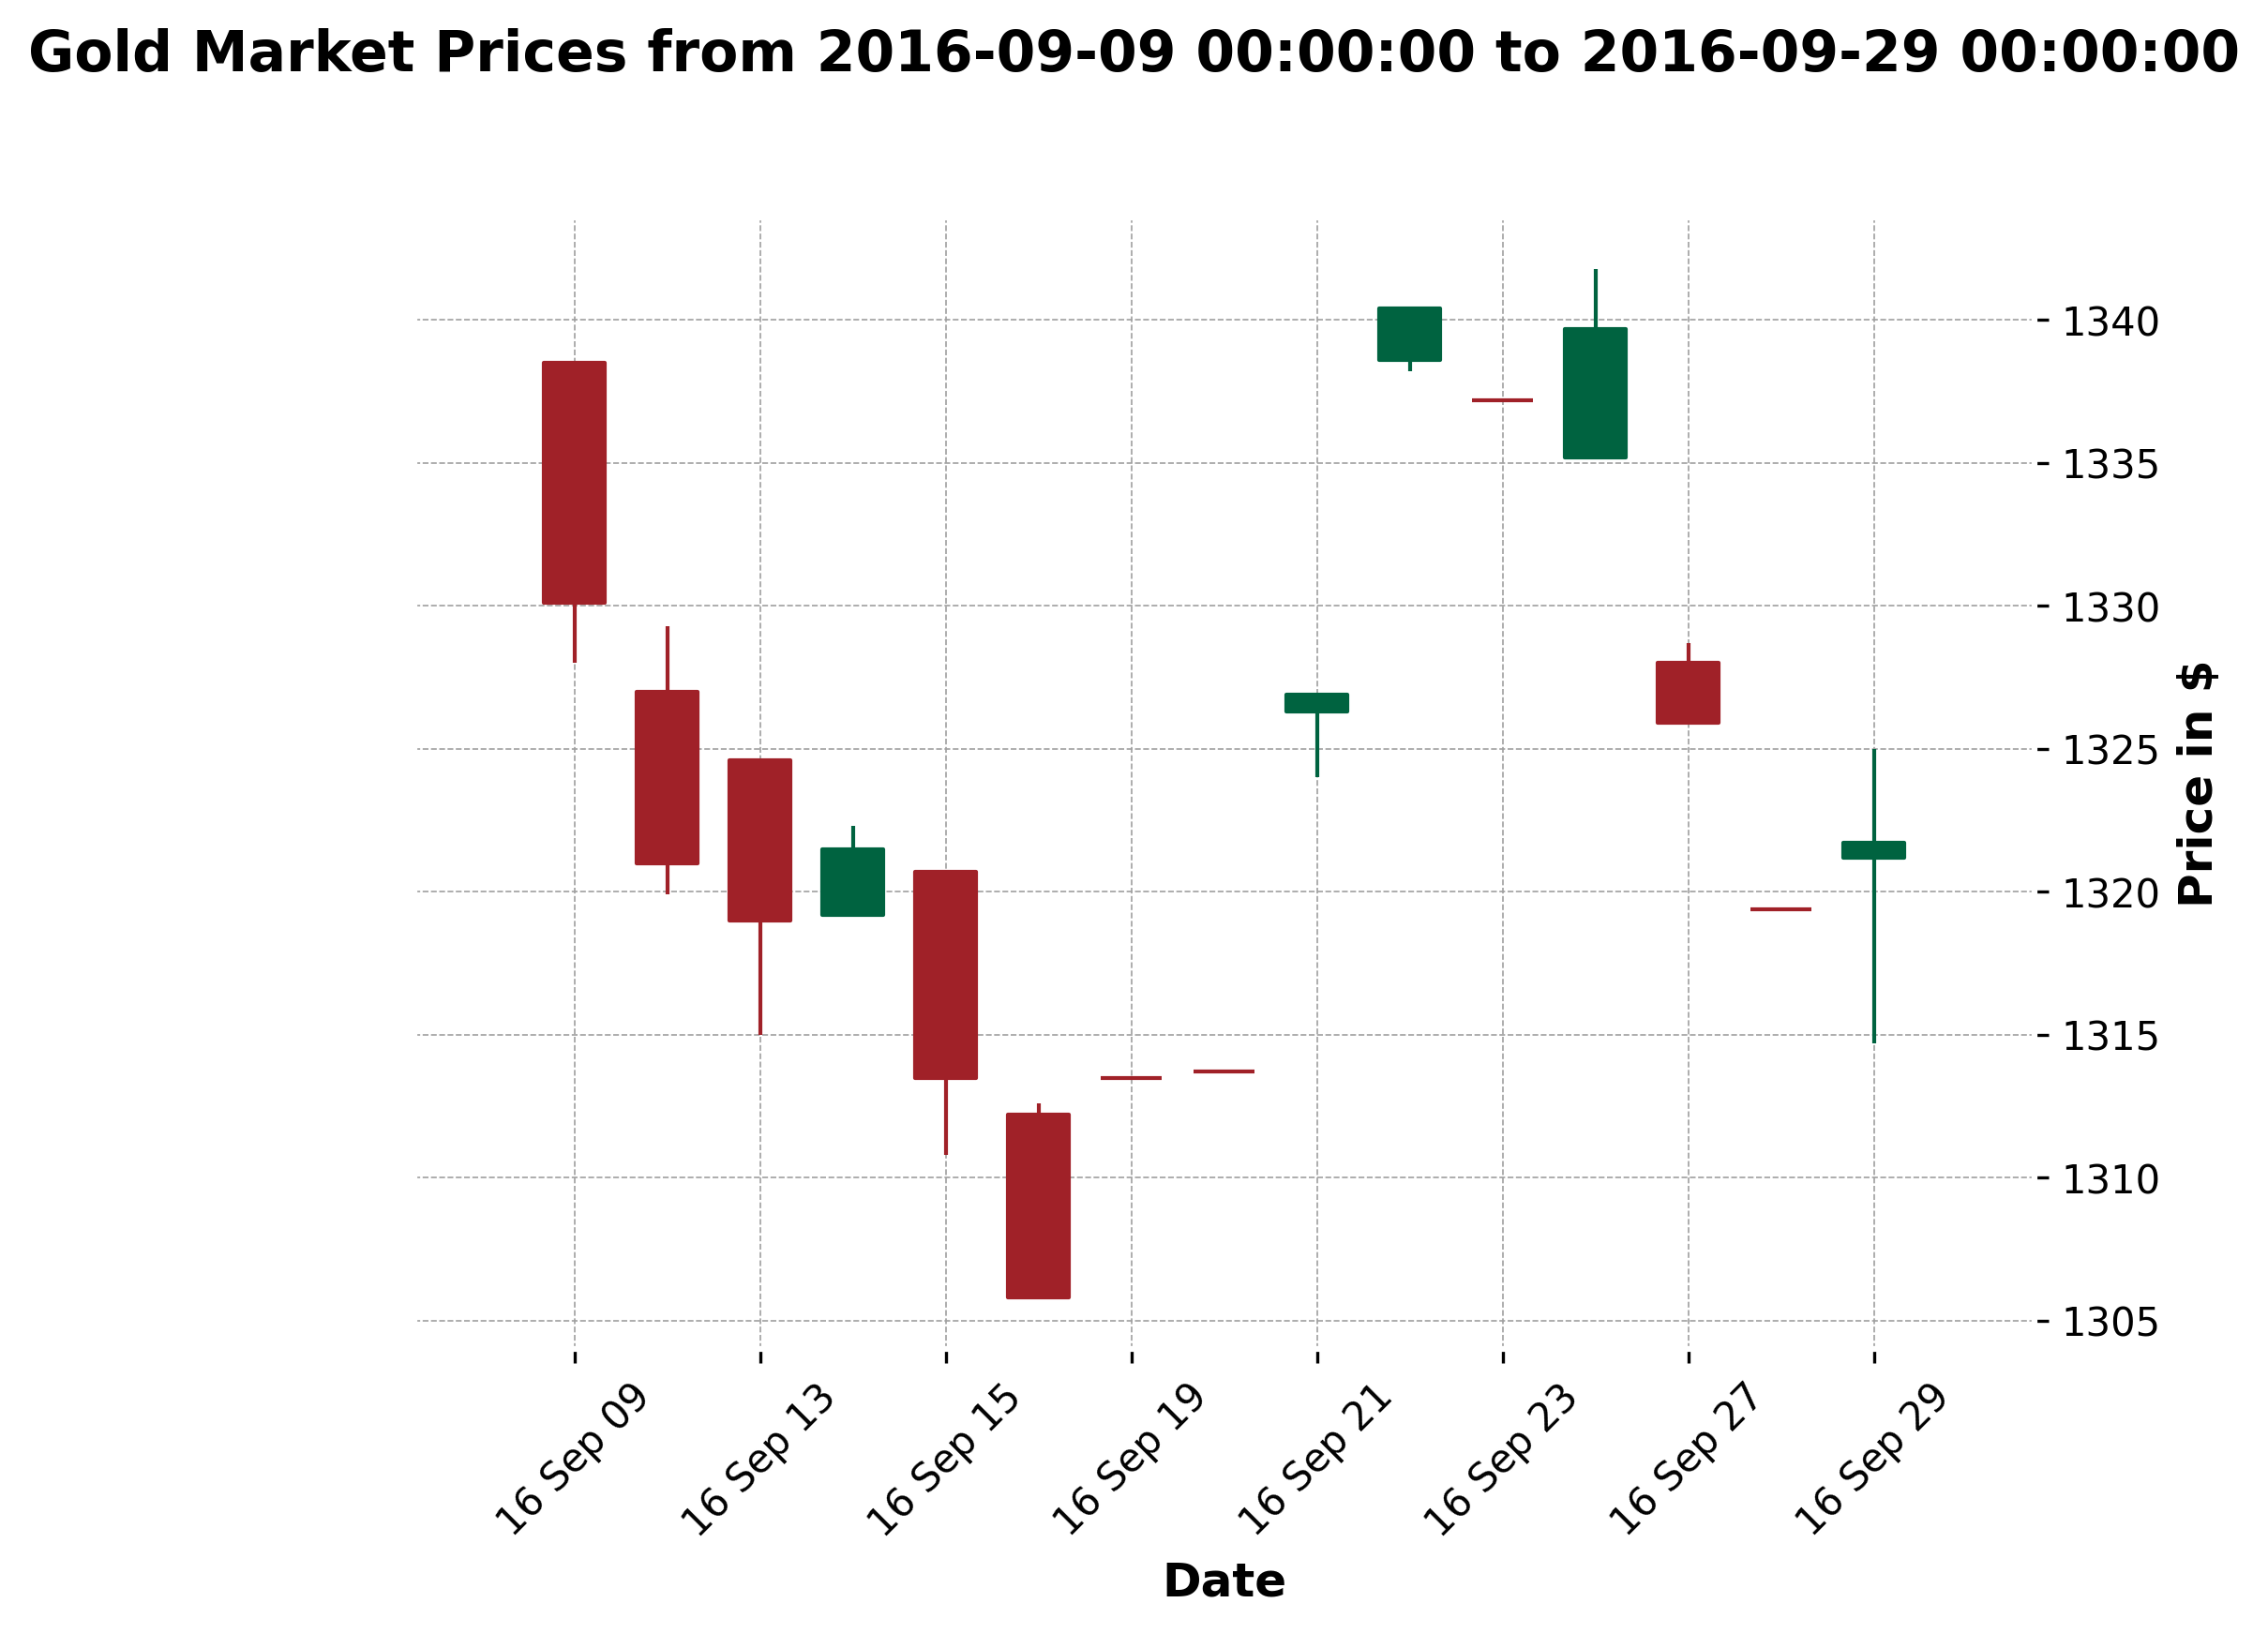 Gold Market Prices from 2016-09-09 00:00:00 to 2016-09-29 00:00:00
1340
1335
1330
1325
1320
1315
1310
1305
Price in $
16 Sep 09
16 Sep 13
16 Sep 15
16 Sep 19
16 Sep 21
16 Sep 23
16 Sep 27
16 Sep 29
Date